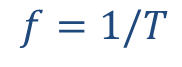 f = 1/T